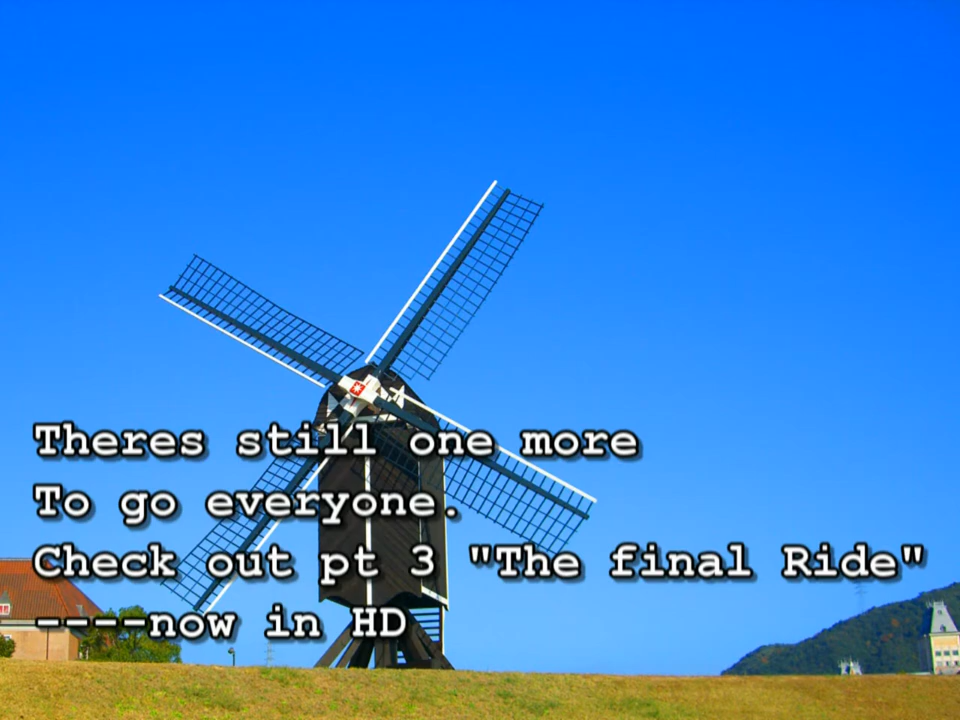 Theres still one more
To go everyone.
Check out pt 3 "The final Ride"
----now in HD